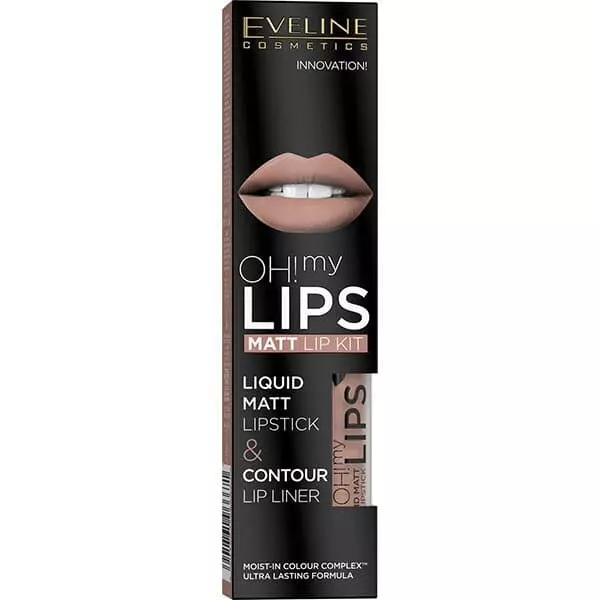 EVELINE
COSMETICS
INNOVATION!
OH! my
LIPS
MATT LIP KIT
LIQUID
MATT
LIPSTICK
&
CONTOUR
LIP LINER
OH! my
LIPS
ID MATT
LIPSTICK
MOIST-IN COLOUR COMPLEX™
ULTRA LASTING FORMULA